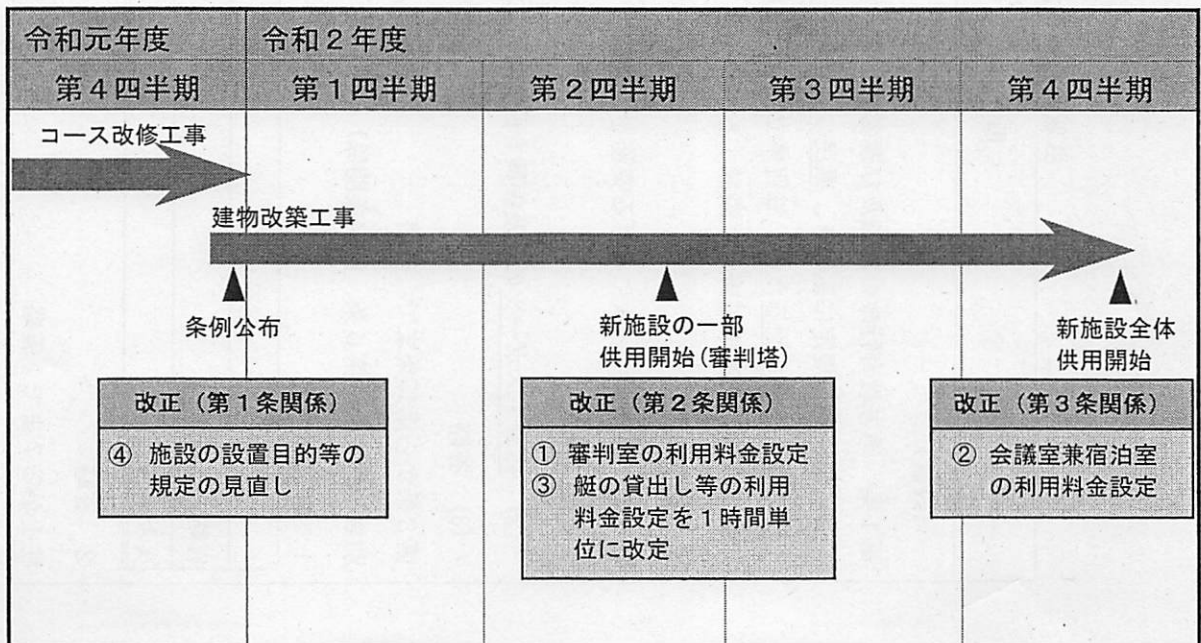 令和元年度
令和２年度
第４四半期
第１四半期
第２四半期
第３四半期
第４四半期
コース改修工事
建物改築工事
条例公布
新施設の一部
供用開始（審判塔）
新施設全体
供用開始
改正（第１条関係）
④ 施設の設置目的等の
規定の見直し
改正（第２条関係）
① 審判室の利用料金設定
③ 艇の貸出し等の利用
料金設定を１時間単
位に改定
改正（第３条関係）
② 会議室兼宿泊室
の利用料金設定